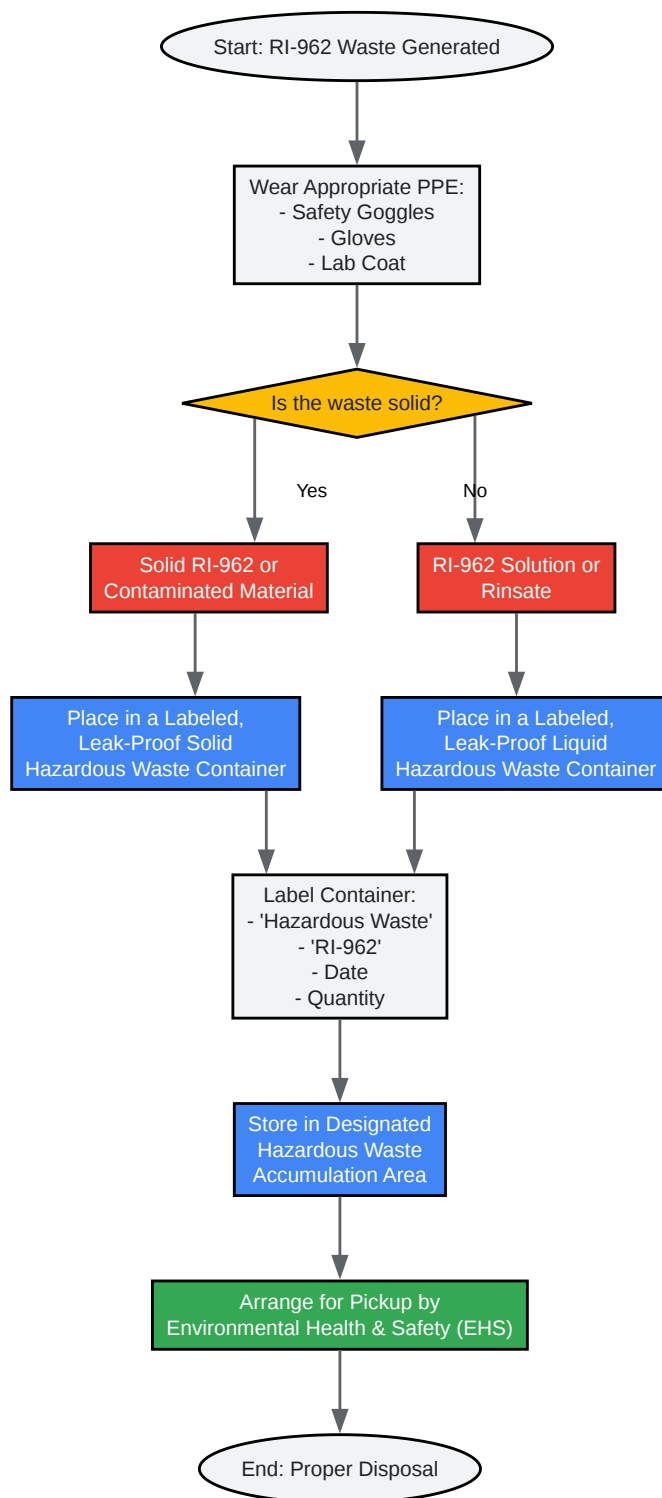 Start: RI-962 Waste Generated
Wear Appropriate PPE:
- Safety Goggles
- Gloves
- Lab Coat
Is the waste solid?
Yes
No
Solid RI-962 or
Contaminated Material
RI-962 Solution or
Rinsate
Place in a Labeled,
Leak-Proof Solid
Hazardous Waste Container
Place in a Labeled,
Leak-Proof Liquid
Hazardous Waste Container
Label Container:
- 'Hazardous Waste'
- 'RI-962'
- Date
- Quantity
Store in Designated
Hazardous Waste
Accumulation Area
Arrange for Pickup by
Environmental Health & Safety (EHS)
End: Proper Disposal